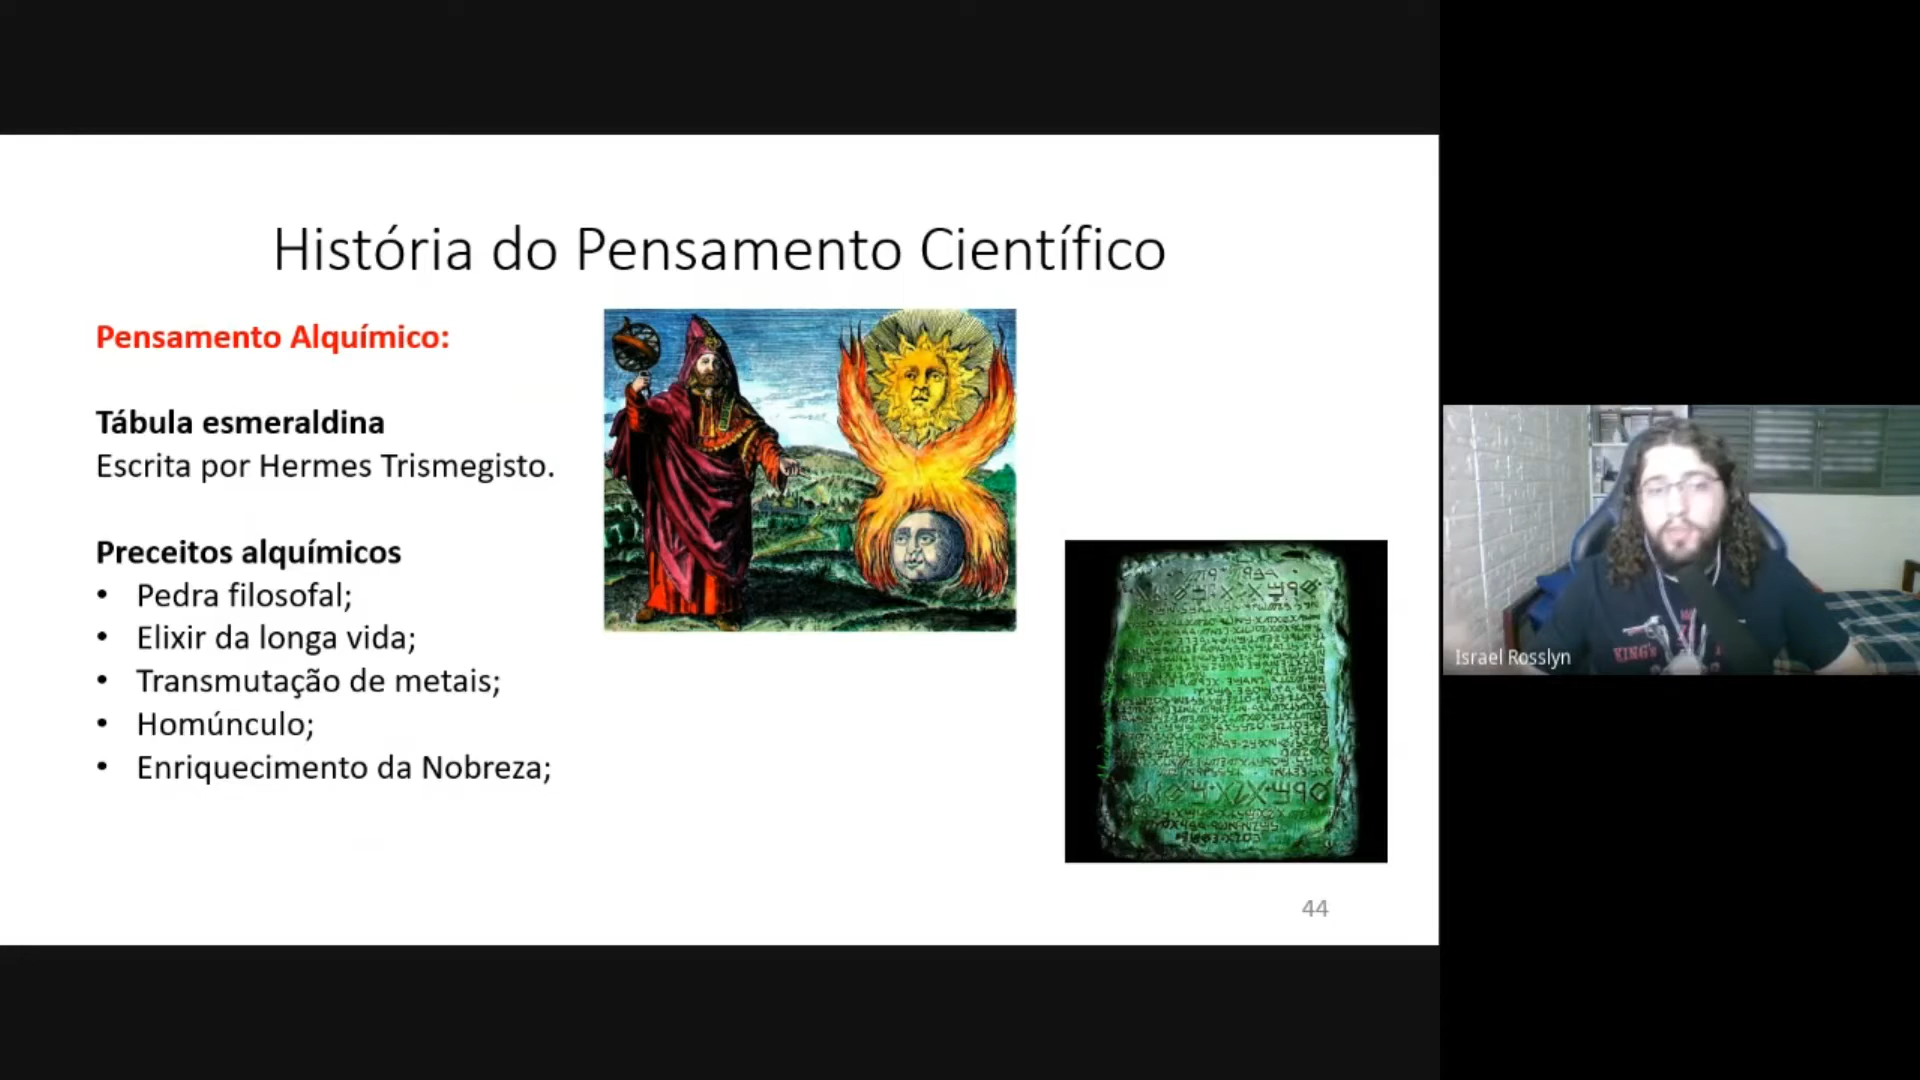 História do Pensamento Científico
Pensamento Alquímico:
Tábula esmeraldina
Escrita por Hermes Trismegisto.
Preceitos alquímicos
• Pedra filosofal;
• Elixir da longa vida;
• Transmutação de metais;
• Homúnculo;
• Enriquecimento da Nobreza;
44
KING'S
Israel Rosslyn